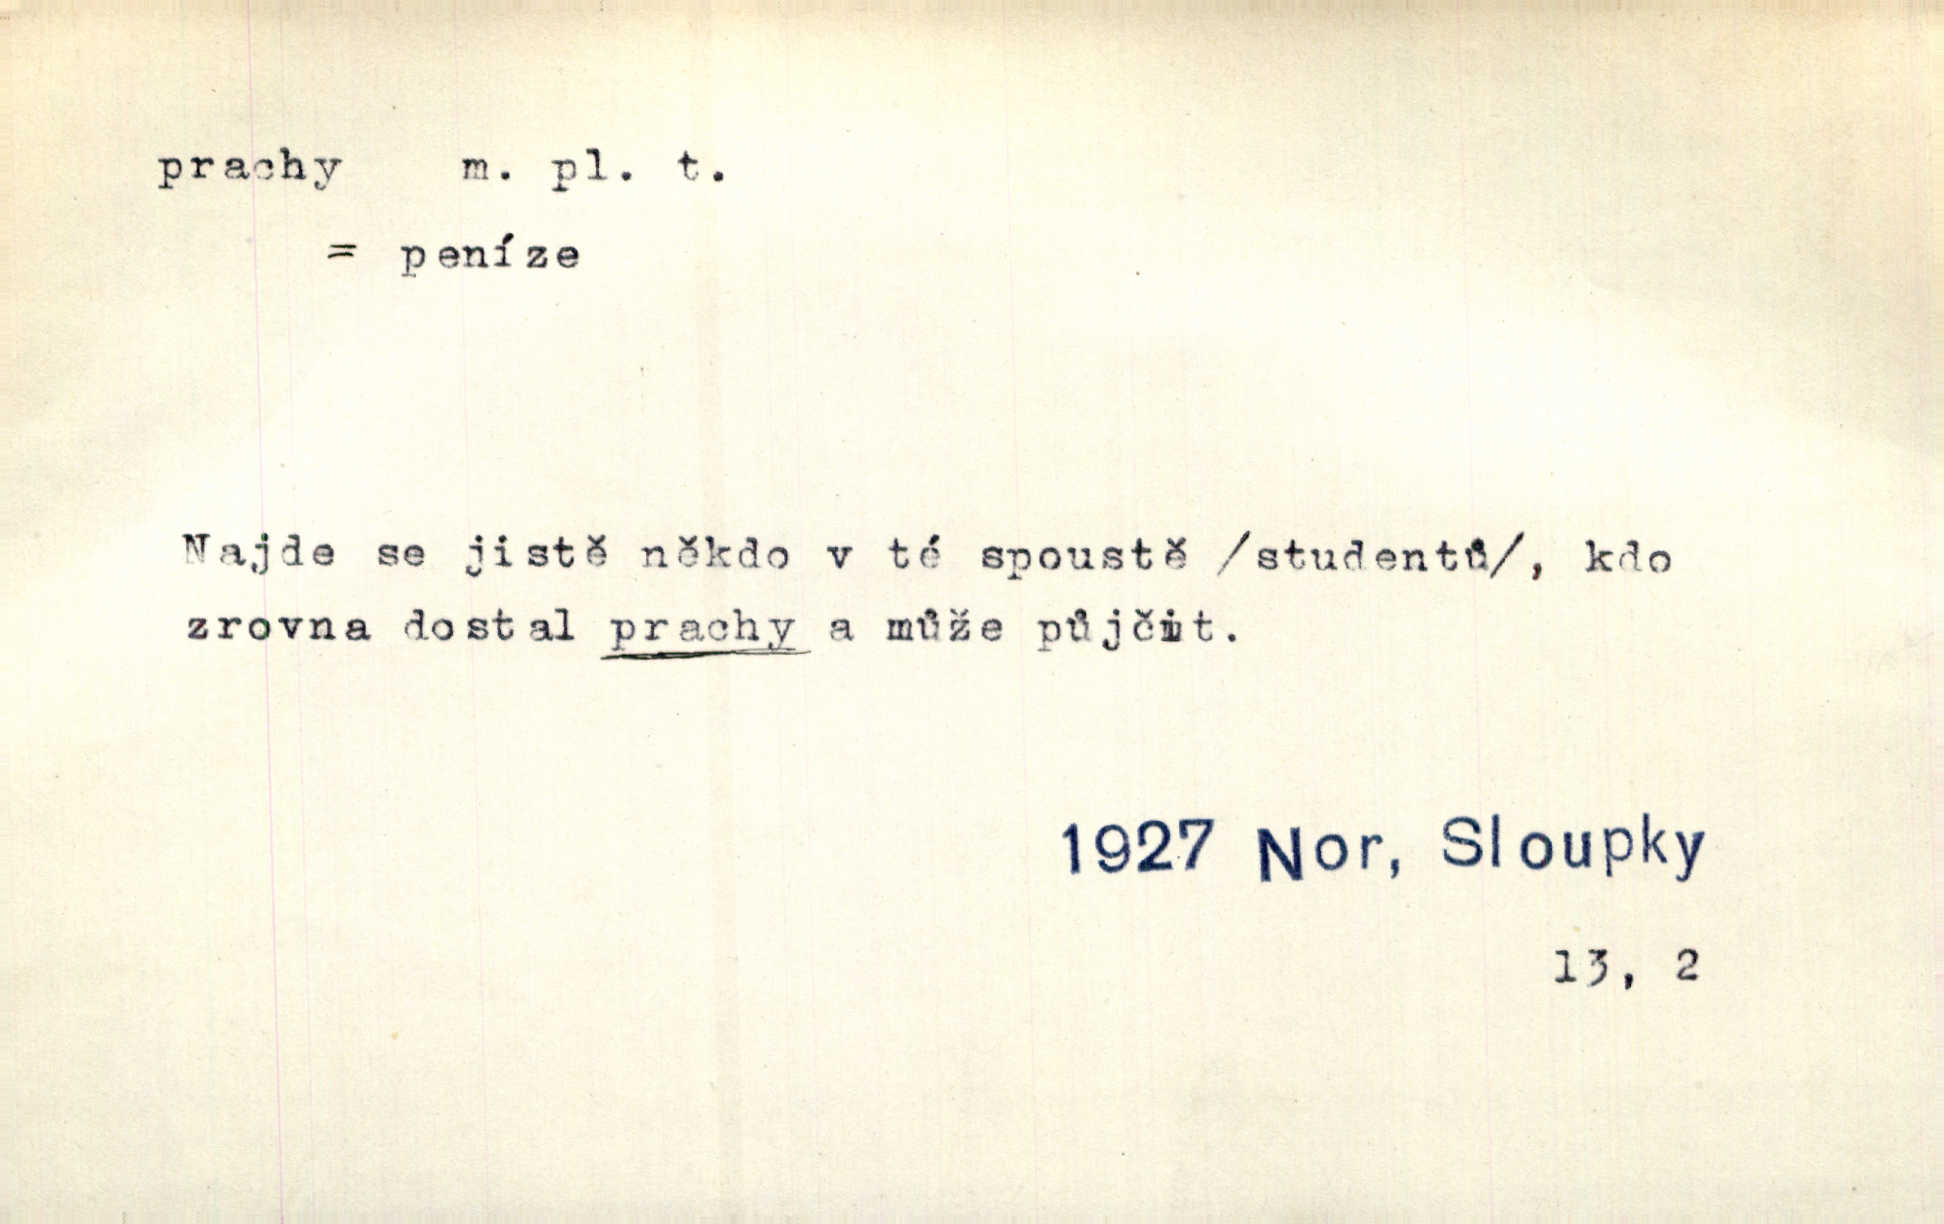 prachy m. pl. t.
= peníze
Najde se jistě někdo v té spoustě /studentů/, kdo
zrovna dostal prachy a může půjčit.
1927 Nor, Sloupky
13, 2